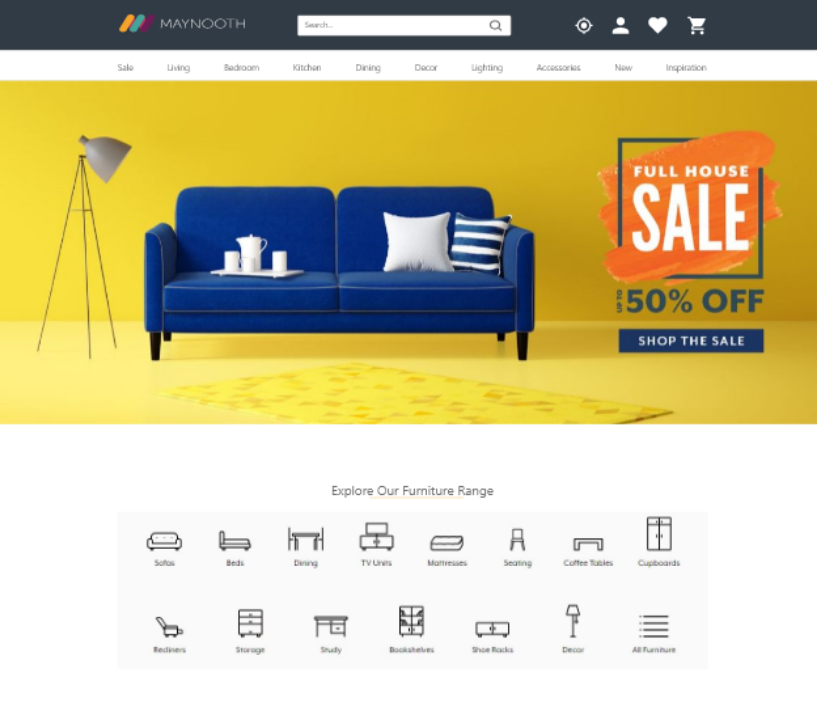 MAYNOOTH
Search...
Sale Living Bedroom Kitchen Dining Decor Lighting Accessories New Inspiration
FULL HOUSE
SALE
UP TO 50% OFF
SHOP THE SALE
Explore Our Furniture Range
Sofas Beds Dining TV Units Mattresses Seating Coffee Tables Cupboards
Recliners Storage Study Bookshelves Shoe Racks Decor All Furniture